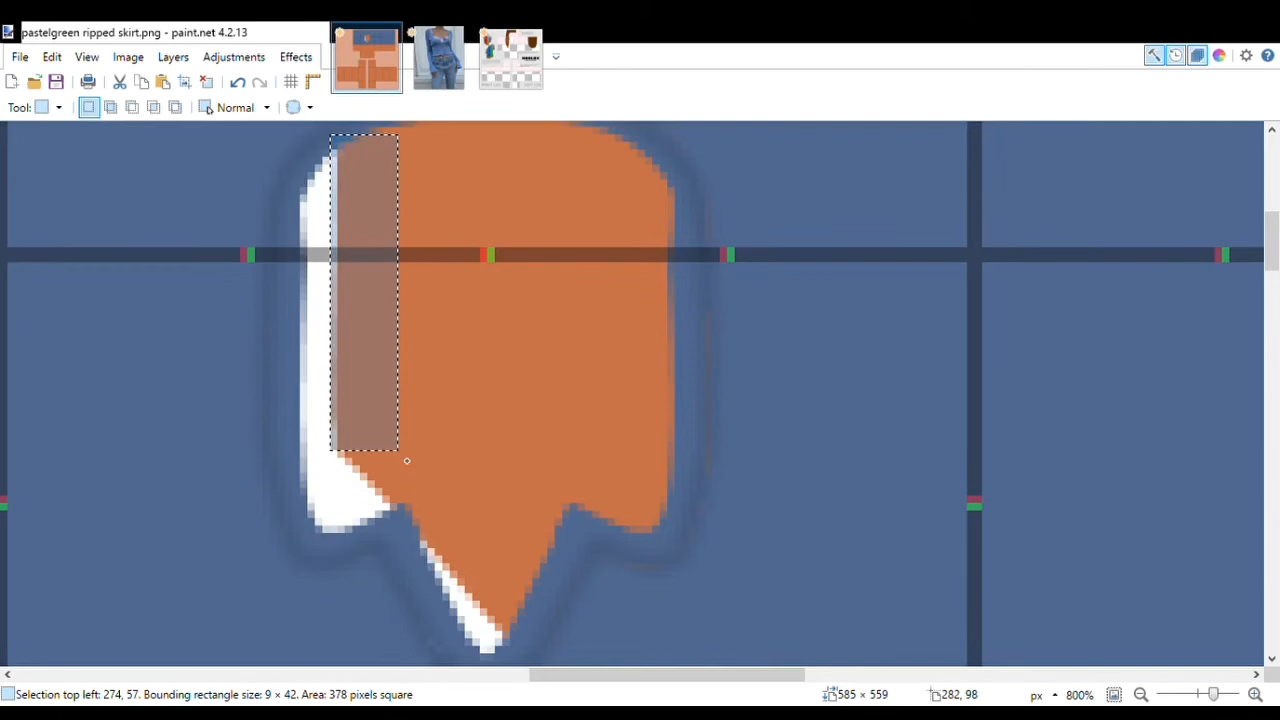 pastelgreen ripped skirt.png - paint.net 4.2.13
File Edit View Image Layers Adjustments Effects
Tool: Normal
Selection top left: 274, 57. Bounding rectangle size: 9 × 42. Area: 378 pixels square 585 × 559 282, 98 px 800%